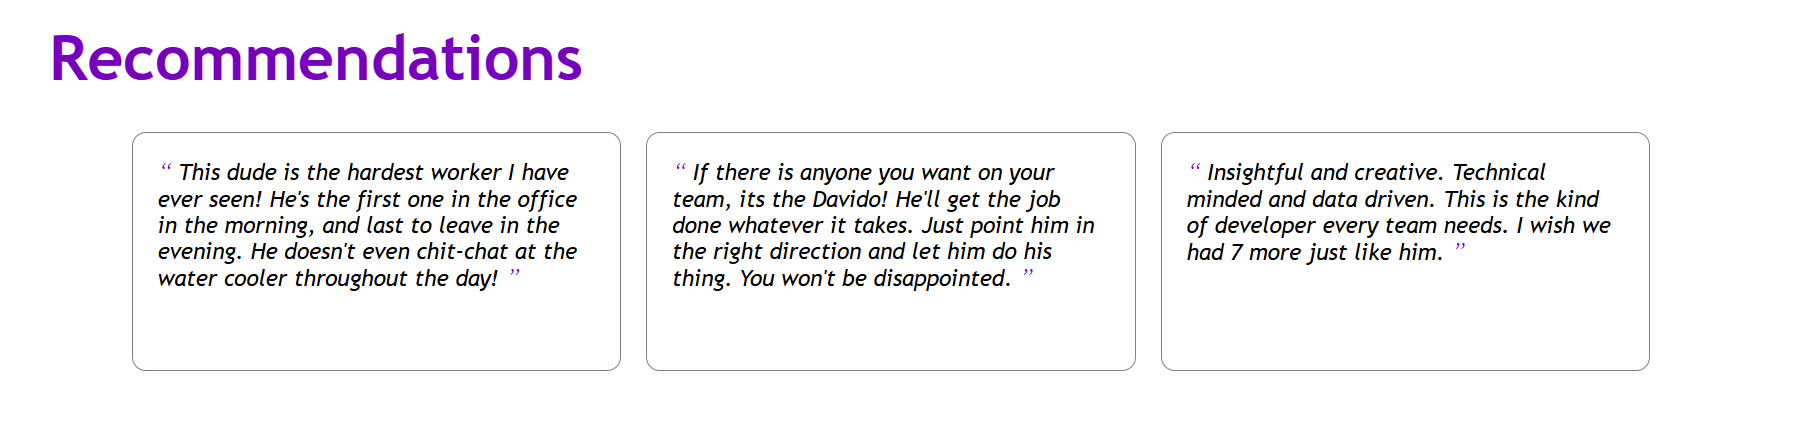 Recommendations
“ This dude is the hardest worker I have
ever seen! He's the first one in the office
in the morning, and last to leave in the
evening. He doesn't even chit-chat at the
water cooler throughout the day! ”
“ If there is anyone you want on your
team, its the Davido! He'll get the job
done whatever it takes. Just point him in
the right direction and let him do his
thing. You won't be disappointed. ”
“ Insightful and creative. Technical
minded and data driven. This is the kind
of developer every team needs. I wish we
had 7 more just like him. ”